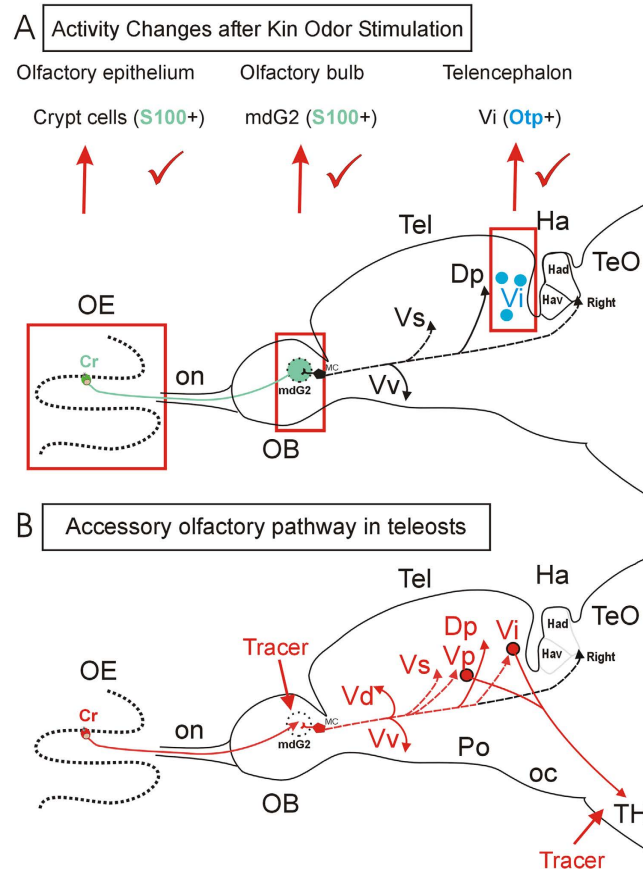 A Activity Changes after Kin Odor Stimulation
Olfactory epithelium Olfactory bulb Telencephalon
Crypt cells (S100+) mdG2 (S100+) Vi (Otp+)
Tel Ha
TeO
Had
Dp
Vi
Hav
Right
OE
Vs
Cr
on
MC
mdG2
Vv
OB
B Accessory olfactory pathway in teleosts
Tel Ha
TeO
Had
Dp Vi
Tracer
Hav
Vs Vp
Right
OE
Vd
Cr
on
MC
mdG2
Vv
Po
OB
oc
TH
Tracer